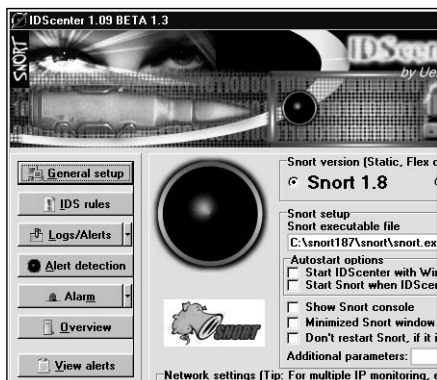 IDScenter 1.09 BETA 1.3
SNORT
IDScen
by Ue
General setup
IDS rules
Logs/Alerts
Alert detection
Alarm
Overview
View alerts
Snort version (Static, Flex
Snort 1.8
Snort setup
Snort executable file
C:\snort187\snort\snort.ex
Autostart options
Start IDScenter with Wi
Start Snort when IDScen
Show Snort console
Minimized Snort window
Don't restart Snort, if it i
Additional parameters:
SNORT
Network settings (Tip: For multiple IP monitoring, e